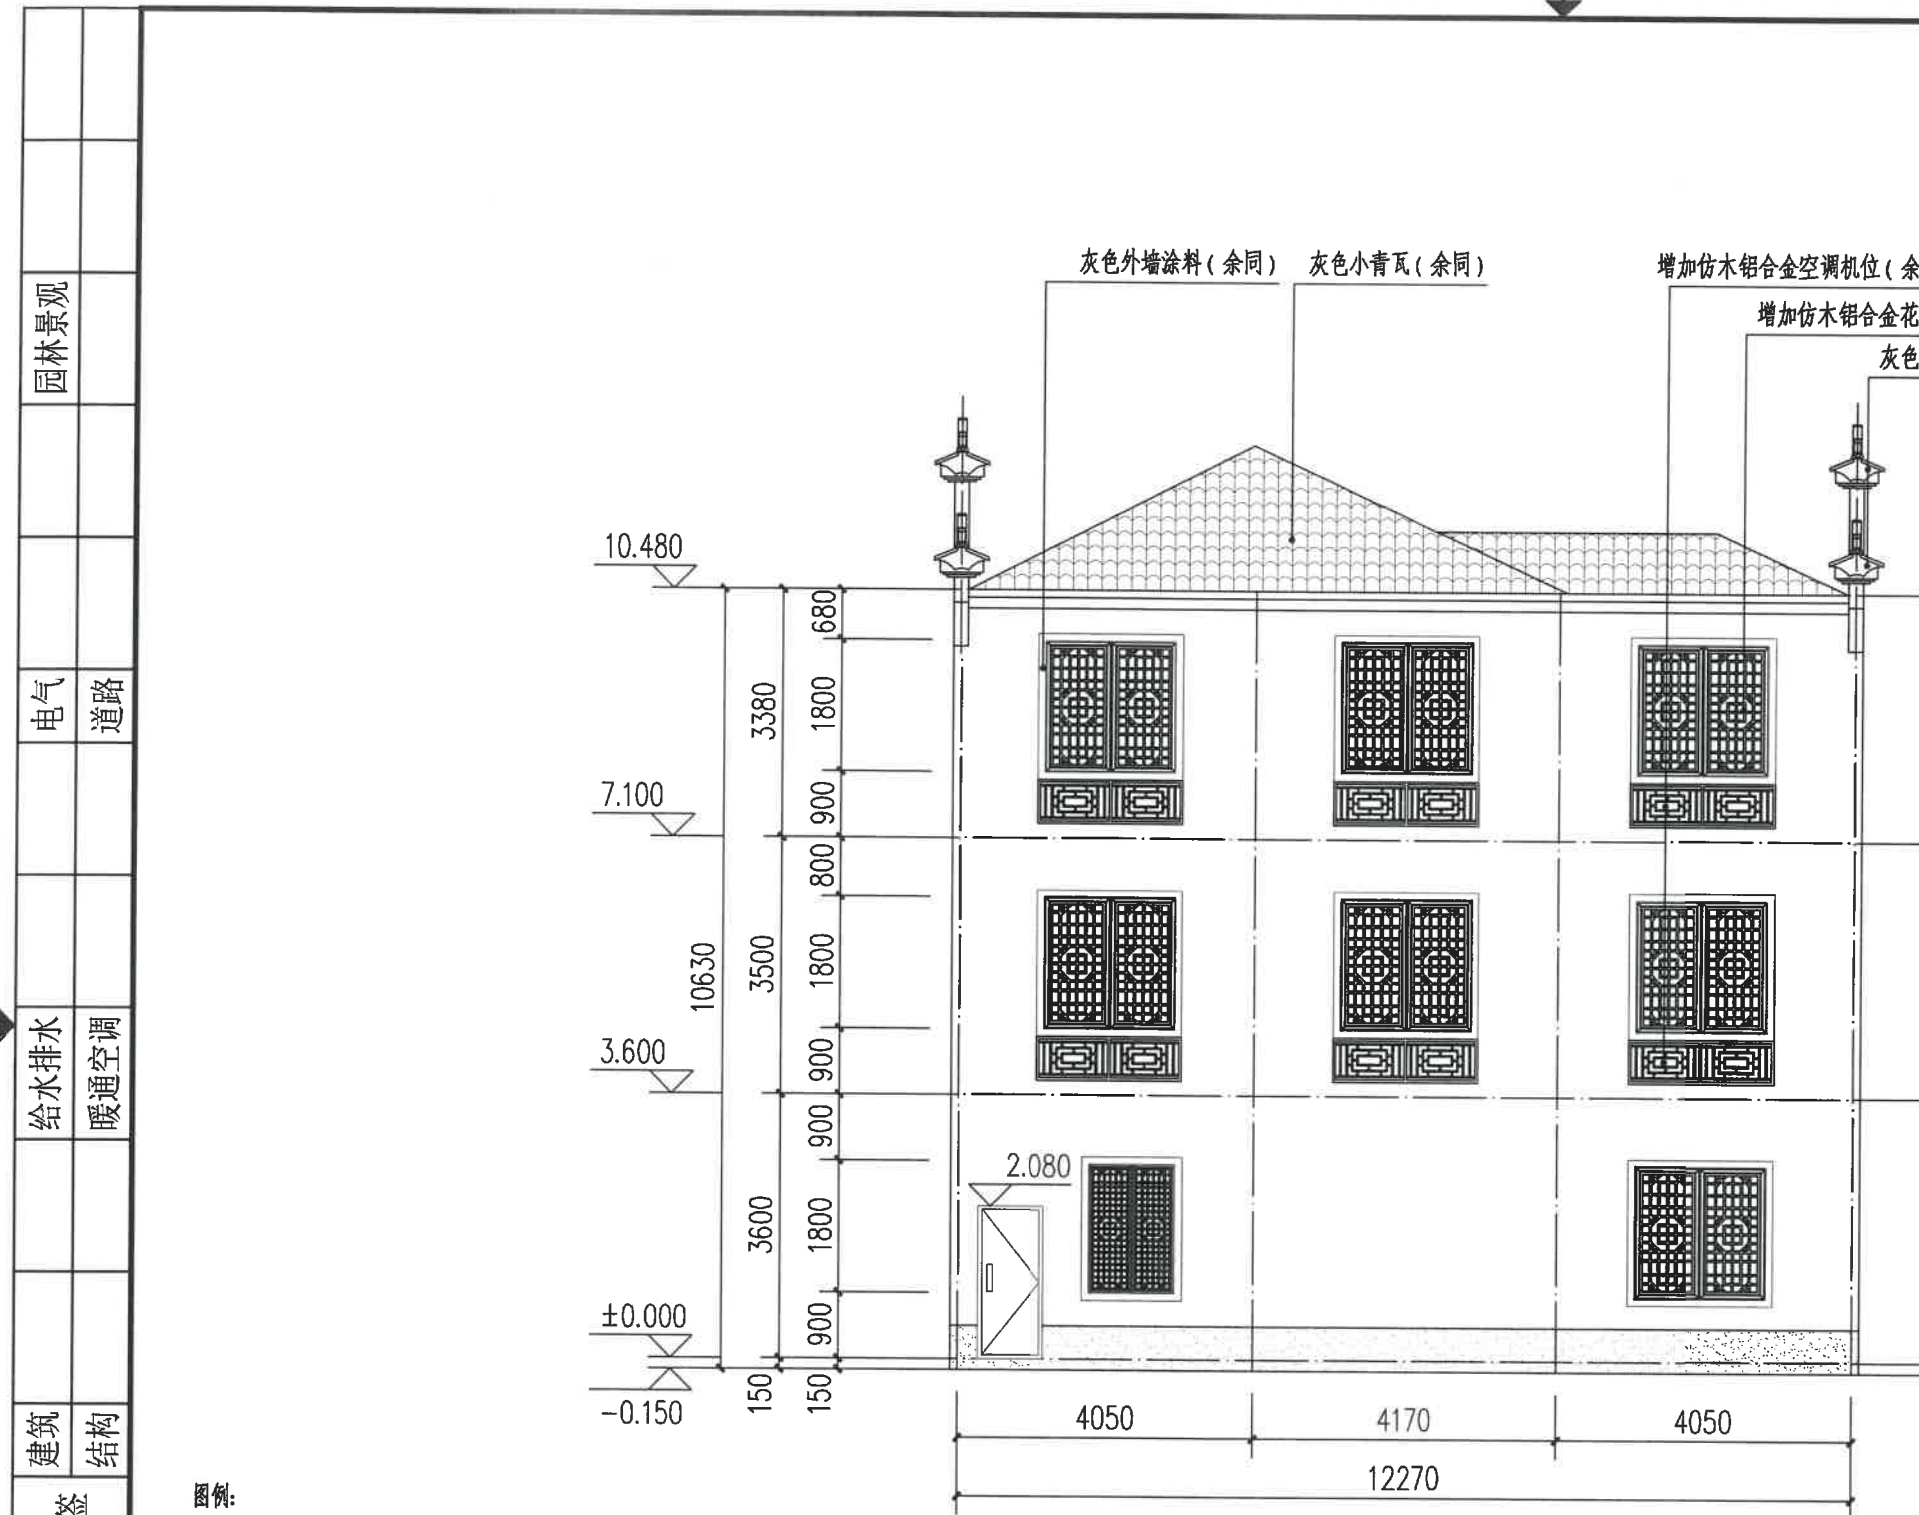 灰色外墙涂料(余同)
灰色小青瓦(余同)
增加仿木铝合金空调机位(余
增加仿木铝合金花
灰色
10.480
7.100
3.600
±0.000
-0.150
2.080
680
1800
900
800
1800
900
900
1800
900
150
3380
3500
3600
150
10630
4050
4170
4050
12270
园林景观
电气
道路
给水排水
暖通空调
建筑
结构
签
图例: